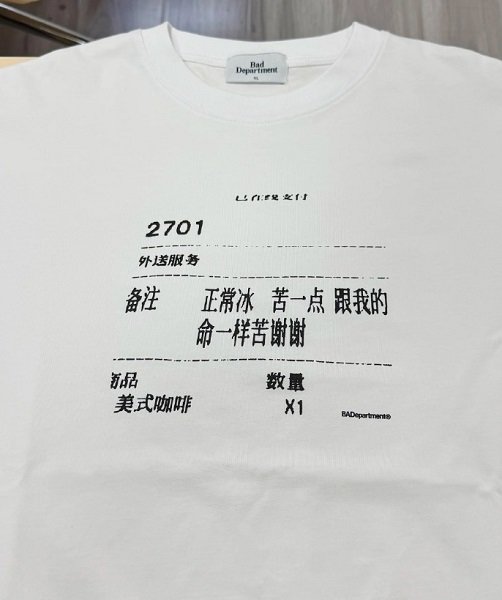 Bad
Department
XL
已在线支付
2701
外送服务
备注 正常冰 苦一点 跟我的
命一样苦谢谢
商品 数量
美式咖啡 X1
BADepartment®